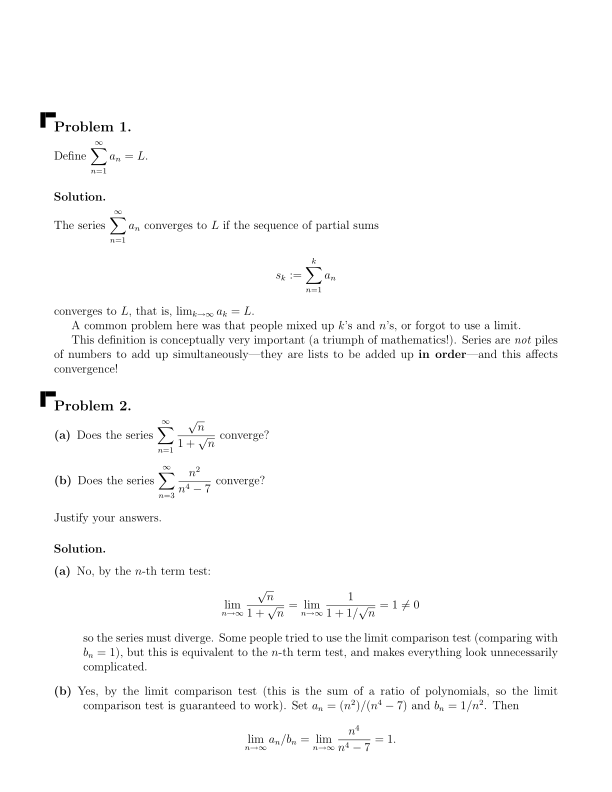 Problem 1.
Define $\sum_{n=1}^{\infty} a_n = L$.
Solution.
The series $\sum_{n=1}^{\infty} a_n$ converges to $L$ if the sequence of partial sums
$s_k := \sum_{n=1}^{k} a_n$
converges to $L$, that is, $\lim_{k\to\infty} a_k = L$.
A common problem here was that people mixed up $k$'s and $n$'s, or forgot to use a limit.
This definition is conceptually very important (a triumph of mathematics!). Series are not piles
of numbers to add up simultaneously—they are lists to be added up in order—and this affects
convergence!
Problem 2.
(a) Does the series $\sum_{n=1}^{\infty} \frac{\sqrt{n}}{1+\sqrt{n}}$ converge?
(b) Does the series $\sum_{n=3}^{\infty} \frac{n^2}{n^4-7}$ converge?
Justify your answers.
Solution.
(a) No, by the $n$-th term test:
$\lim_{n\to\infty} \frac{\sqrt{n}}{1+\sqrt{n}} = \lim_{n\to\infty} \frac{1}{1+1/\sqrt{n}} = 1 \neq 0$
so the series must diverge. Some people tried to use the limit comparison test (comparing with
$b_n = 1$), but this is equivalent to the $n$-th term test, and makes everything look unnecessarily
complicated.
(b) Yes, by the limit comparison test (this is the sum of a ratio of polynomials, so the limit
comparison test is guaranteed to work). Set $a_n = (n^2)/(n^4-7)$ and $b_n = 1/n^2$. Then
$\lim_{n\to\infty} a_n/b_n = \lim_{n\to\infty} \frac{n^4}{n^4-7} = 1.$